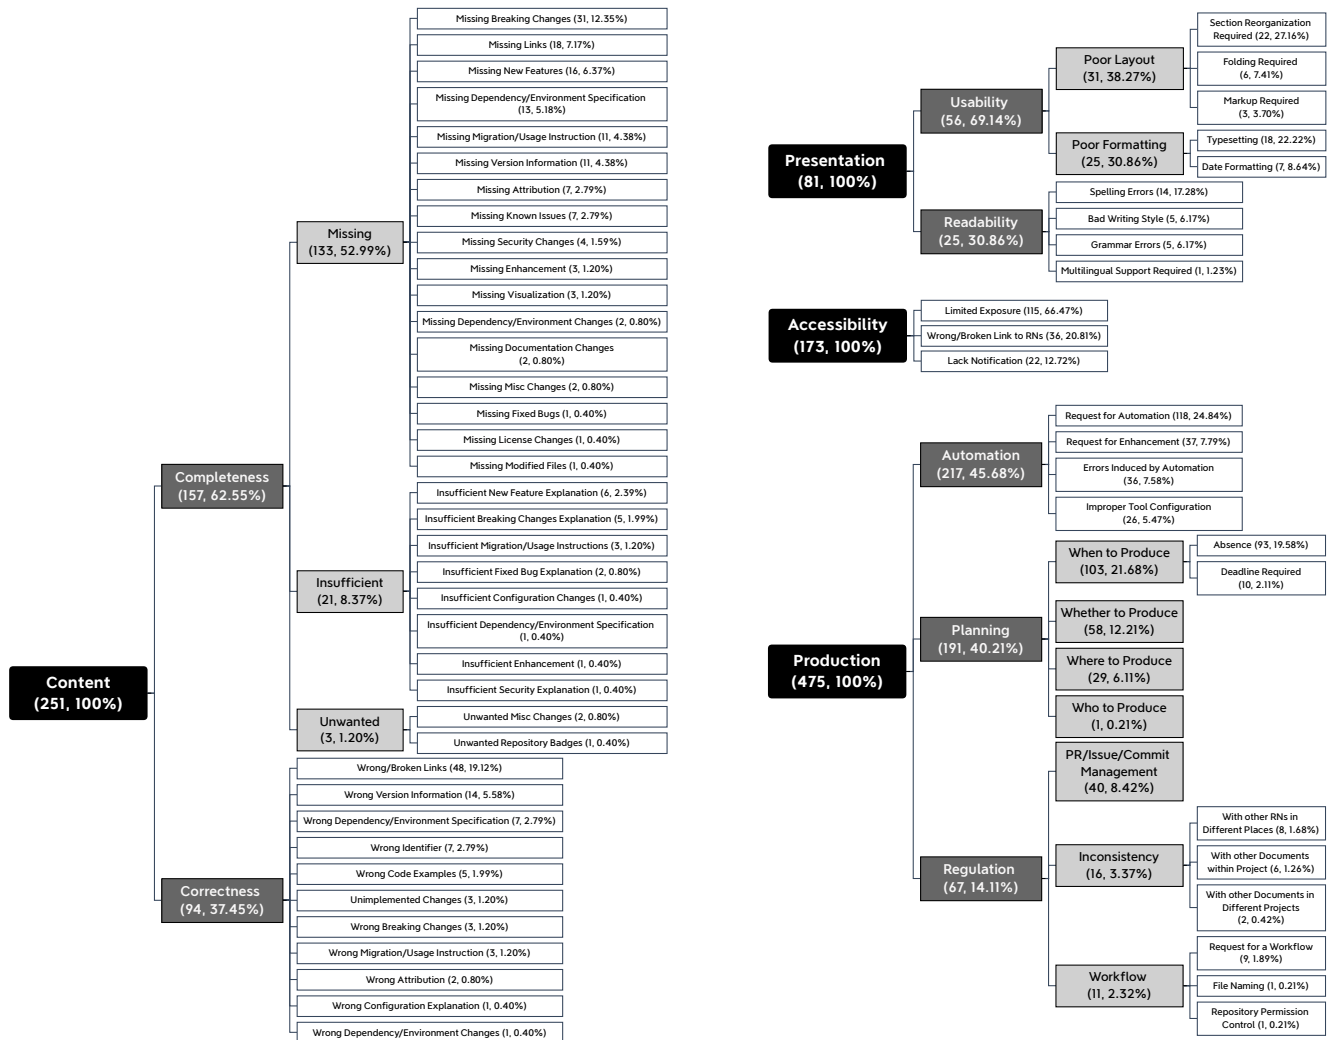 Content
(251, 100%)
Completeness
(157, 62.55%)
Missing
(133, 52.99%)
Missing Breaking Changes (31, 12.35%)
Missing Links (18, 7.17%)
Missing New Features (16, 6.37%)
Missing Dependency/Environment Specification
(13, 5.18%)
Missing Migration/Usage Instruction (11, 4.38%)
Missing Version Information (11, 4.38%)
Missing Attribution (7, 2.79%)
Missing Known Issues (7, 2.79%)
Missing Security Changes (4, 1.59%)
Missing Enhancement (3, 1.20%)
Missing Visualization (3, 1.20%)
Missing Dependency/Environment Changes (2, 0.80%)
Missing Documentation Changes
(2, 0.80%)
Missing Misc Changes (2, 0.80%)
Missing Fixed Bugs (1, 0.40%)
Missing License Changes (1, 0.40%)
Missing Modified Files (1, 0.40%)
Insufficient
(21, 8.37%)
Insufficient New Feature Explanation (6, 2.39%)
Insufficient Breaking Changes Explanation (5, 1.99%)
Insufficient Migration/Usage Instructions (3, 1.20%)
Insufficient Fixed Bug Explanation (2, 0.80%)
Insufficient Configuration Changes (1, 0.40%)
Insufficient Dependency/Environment Specification
(1, 0.40%)
Insufficient Enhancement (1, 0.40%)
Insufficient Security Explanation (1, 0.40%)
Unwanted
(3, 1.20%)
Unwanted Misc Changes (2, 0.80%)
Unwanted Repository Badges (1, 0.40%)
Correctness
(94, 37.45%)
Wrong/Broken Links (48, 19.12%)
Wrong Version Information (14, 5.58%)
Wrong Dependency/Environment Specification (7, 2.79%)
Wrong Identifier (7, 2.79%)
Wrong Code Examples (5, 1.99%)
Unimplemented Changes (3, 1.20%)
Wrong Breaking Changes (3, 1.20%)
Wrong Migration/Usage Instruction (3, 1.20%)
Wrong Attribution (2, 0.80%)
Wrong Configuration Explanation (1, 0.40%)
Wrong Dependency/Environment Changes (1, 0.40%)
Presentation
(81, 100%)
Usability
(56, 69.14%)
Poor Layout
(31, 38.27%)
Section Reorganization
Required (22, 27.16%)
Folding Required
(6, 7.41%)
Markup Required
(3, 3.70%)
Poor Formatting
(25, 30.86%)
Typesetting (18, 22.22%)
Date Formatting (7, 8.64%)
Readability
(25, 30.86%)
Spelling Errors (14, 17.28%)
Bad Writing Style (5, 6.17%)
Grammar Errors (5, 6.17%)
Multilingual Support Required (1, 1.23%)
Accessibility
(173, 100%)
Limited Exposure (115, 66.47%)
Wrong/Broken Link to RNs (36, 20.81%)
Lack Notification (22, 12.72%)
Production
(475, 100%)
Automation
(217, 45.68%)
Request for Automation (118, 24.84%)
Request for Enhancement (37, 7.79%)
Errors Induced by Automation
(36, 7.58%)
Improper Tool Configuration
(26, 5.47%)
Planning
(191, 40.21%)
When to Produce
(103, 21.68%)
Absence (93, 19.58%)
Deadline Required
(10, 2.11%)
Whether to Produce
(58, 12.21%)
Where to Produce
(29, 6.11%)
Who to Produce
(1, 0.21%)
Regulation
(67, 14.11%)
PR/Issue/Commit
Management
(40, 8.42%)
Inconsistency
(16, 3.37%)
With other RNs in
Different Places (8, 1.68%)
With other Documents
within Project (6, 1.26%)
With other Documents in
Different Projects
(2, 0.42%)
Workflow
(11, 2.32%)
Request for a Workflow
(9, 1.89%)
File Naming (1, 0.21%)
Repository Permission
Control (1, 0.21%)